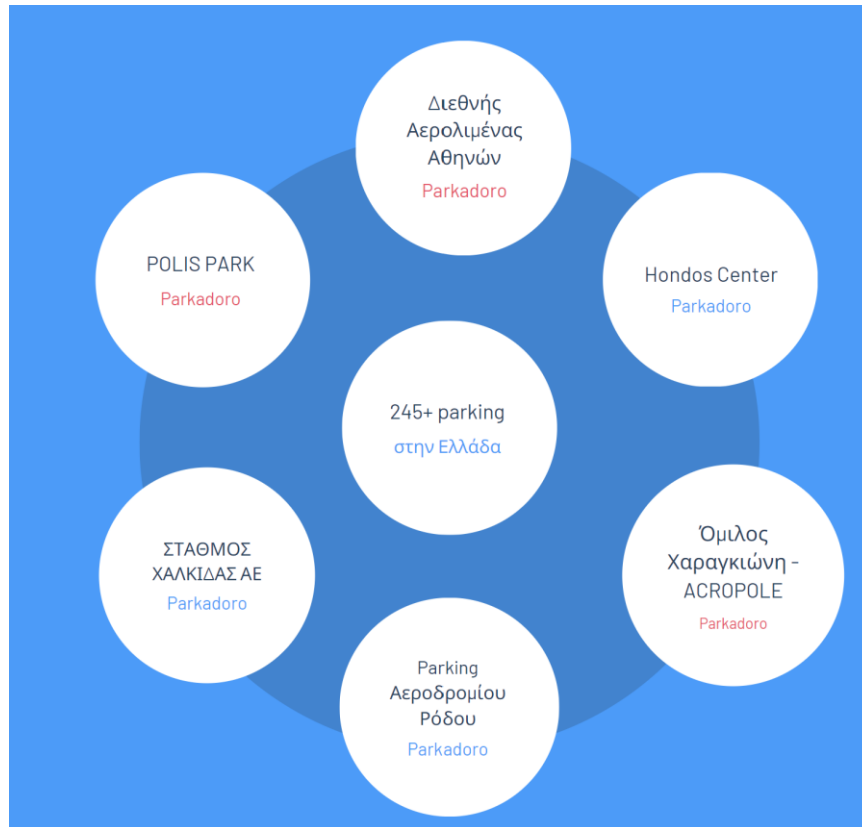 Διεθνής
Αερολιμένας
Αθηνών
Parkadoro
POLIS PARK
Parkadoro
Hondos Center
Parkadoro
245+ parking
στην Ελλάδα
ΣΤΑΘΜΟΣ
ΧΑΛΚΙΔΑΣ ΑΕ
Parkadoro
Όμιλος
Χαραγκιώνη -
ACROPOLE
Parkadoro
Parking
Αεροδρομίου
Ρόδου
Parkadoro